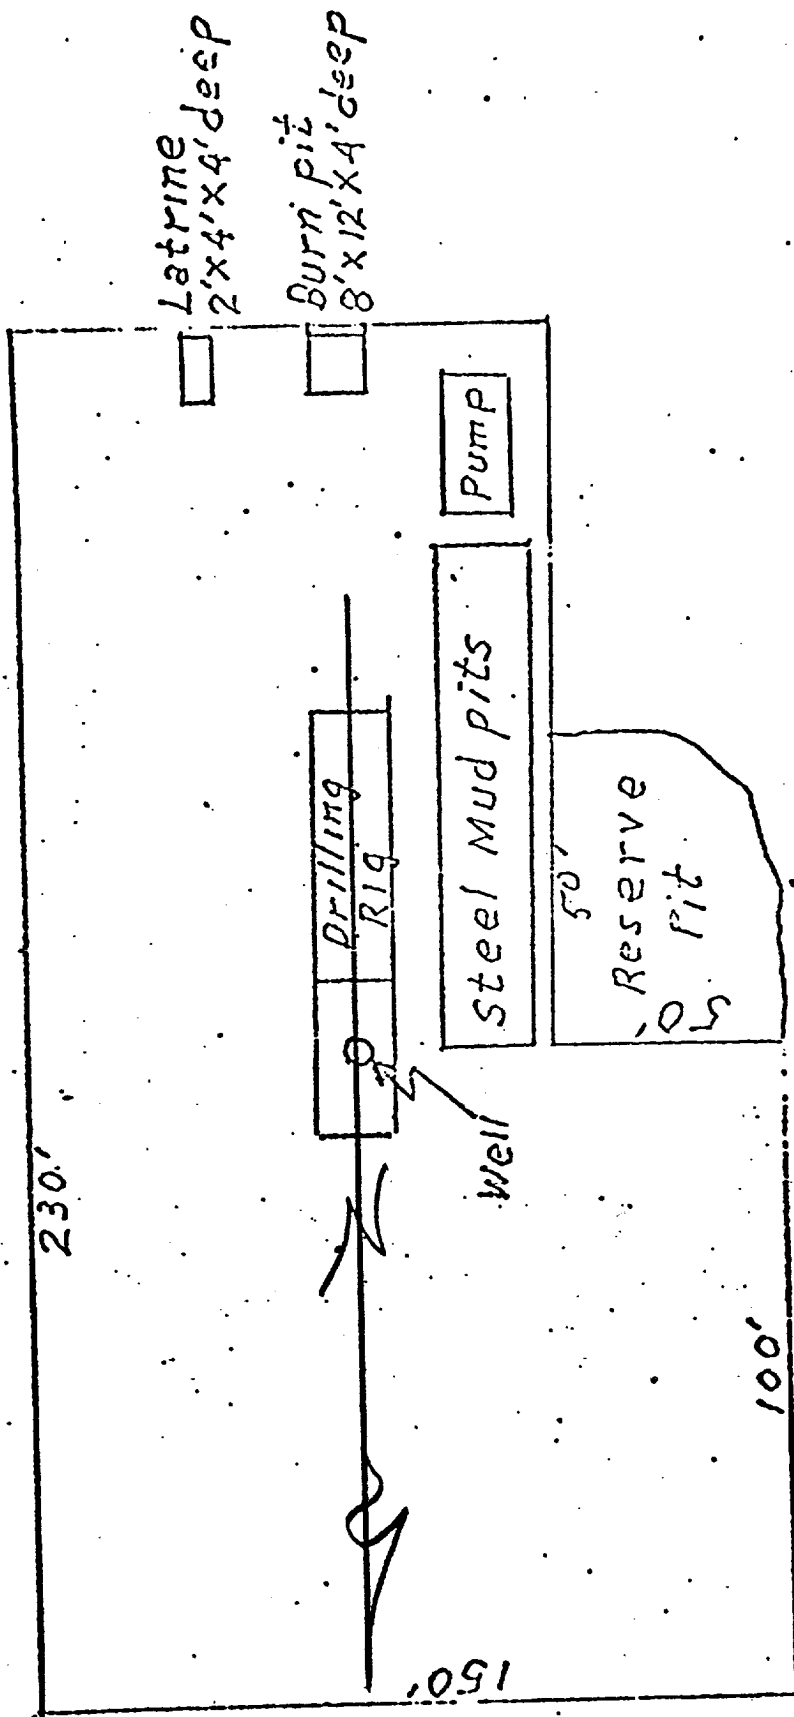 Latrine
2'x4'x4'deep
Burn pit
8'x12'x4'deep
230'
Drilling
Rig
Well
Steel Mud pits
Pump
50'
Reserve
Pit
50'
100'
150'